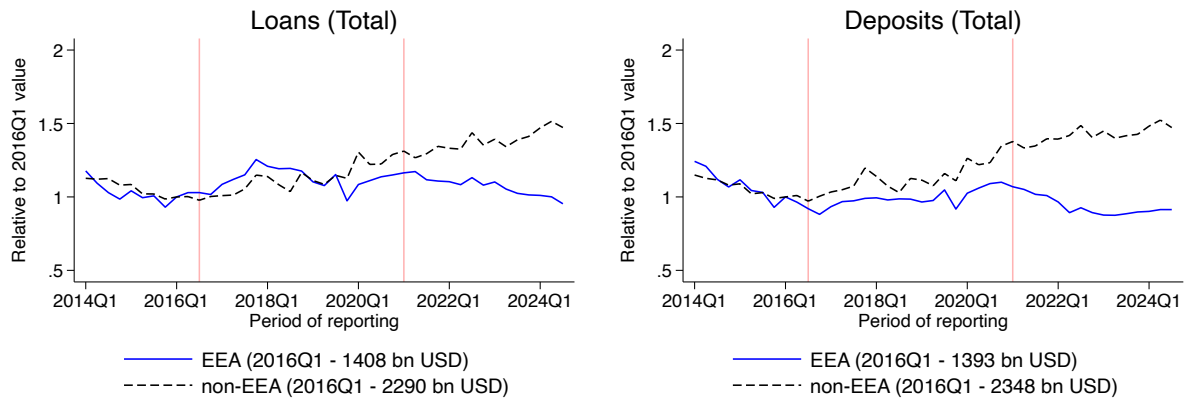 Loans (Total)
Relative to 2016Q1 value
2
1.5
1
.5
2014Q1 2016Q1 2018Q1 2020Q1 2022Q1 2024Q1
Period of reporting
EEA (2016Q1 - 1408 bn USD)
non-EEA (2016Q1 - 2290 bn USD)
Deposits (Total)
Relative to 2016Q1 value
2
1.5
1
.5
2014Q1 2016Q1 2018Q1 2020Q1 2022Q1 2024Q1
Period of reporting
EEA (2016Q1 - 1393 bn USD)
non-EEA (2016Q1 - 2348 bn USD)